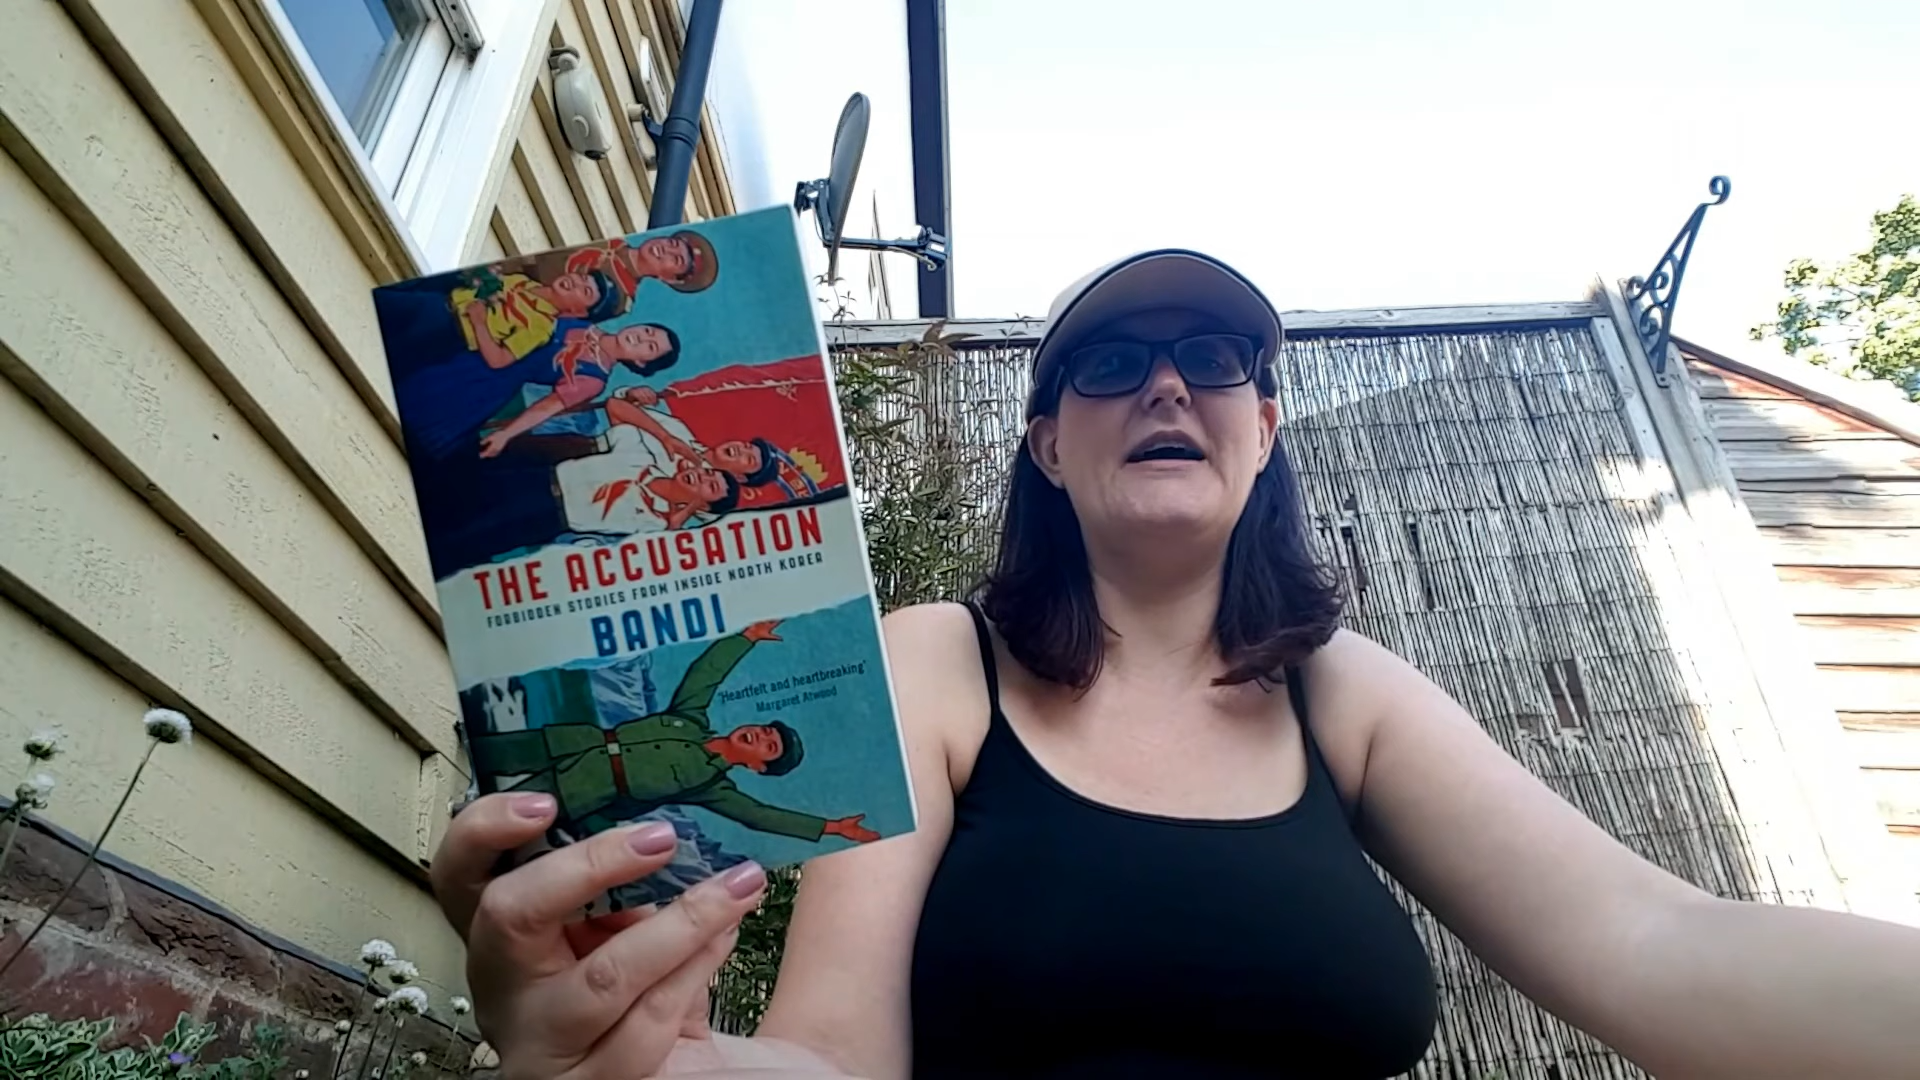 THE ACCUSATION
FORBIDDEN STORIES FROM INSIDE NORTH KOREA
BANDI
'Heartfelt and heartbreaking'
Margaret Atwood